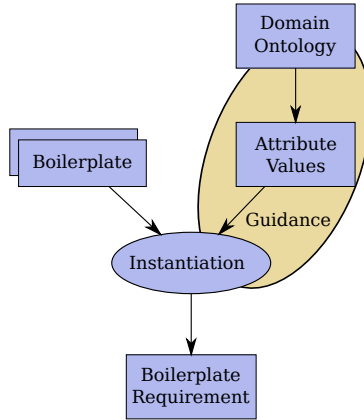 Domain
Ontology
Boilerplate
Attribute
Values
Guidance
Instantiation
Boilerplate
Requirement